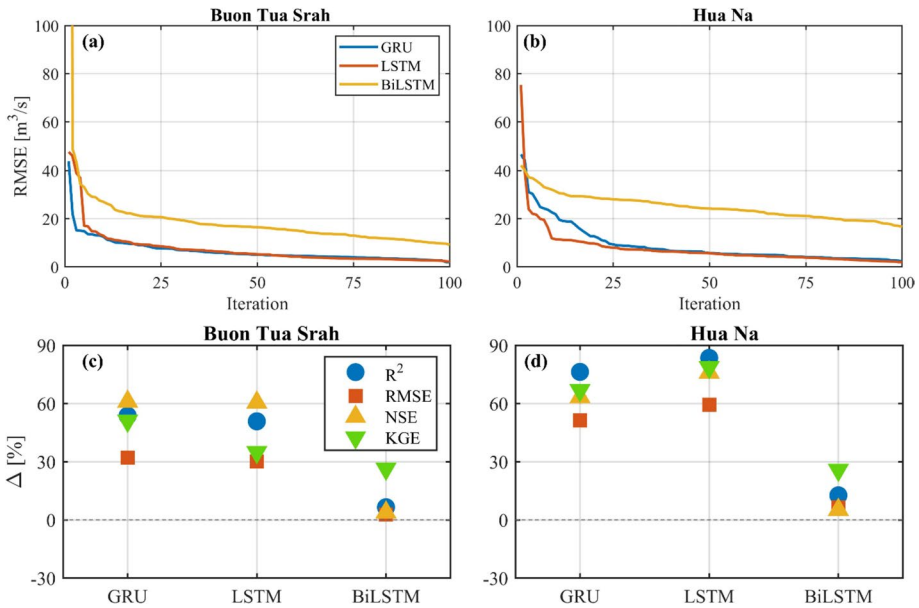 Buon Tua Srah
Hua Na
(a)
(b)
GRU
LSTM
BiLSTM
RMSE [m³/s]
100
80
60
40
20
0
0 25 50 75 100
Iteration
100
80
60
40
20
0
0 25 50 75 100
Iteration
Buon Tua Srah
Hua Na
(c)
(d)
R²
RMSE
NSE
KGE
Δ [%]
90
60
30
0
-30
GRU LSTM BiLSTM
90
60
30
0
-30
GRU LSTM BiLSTM